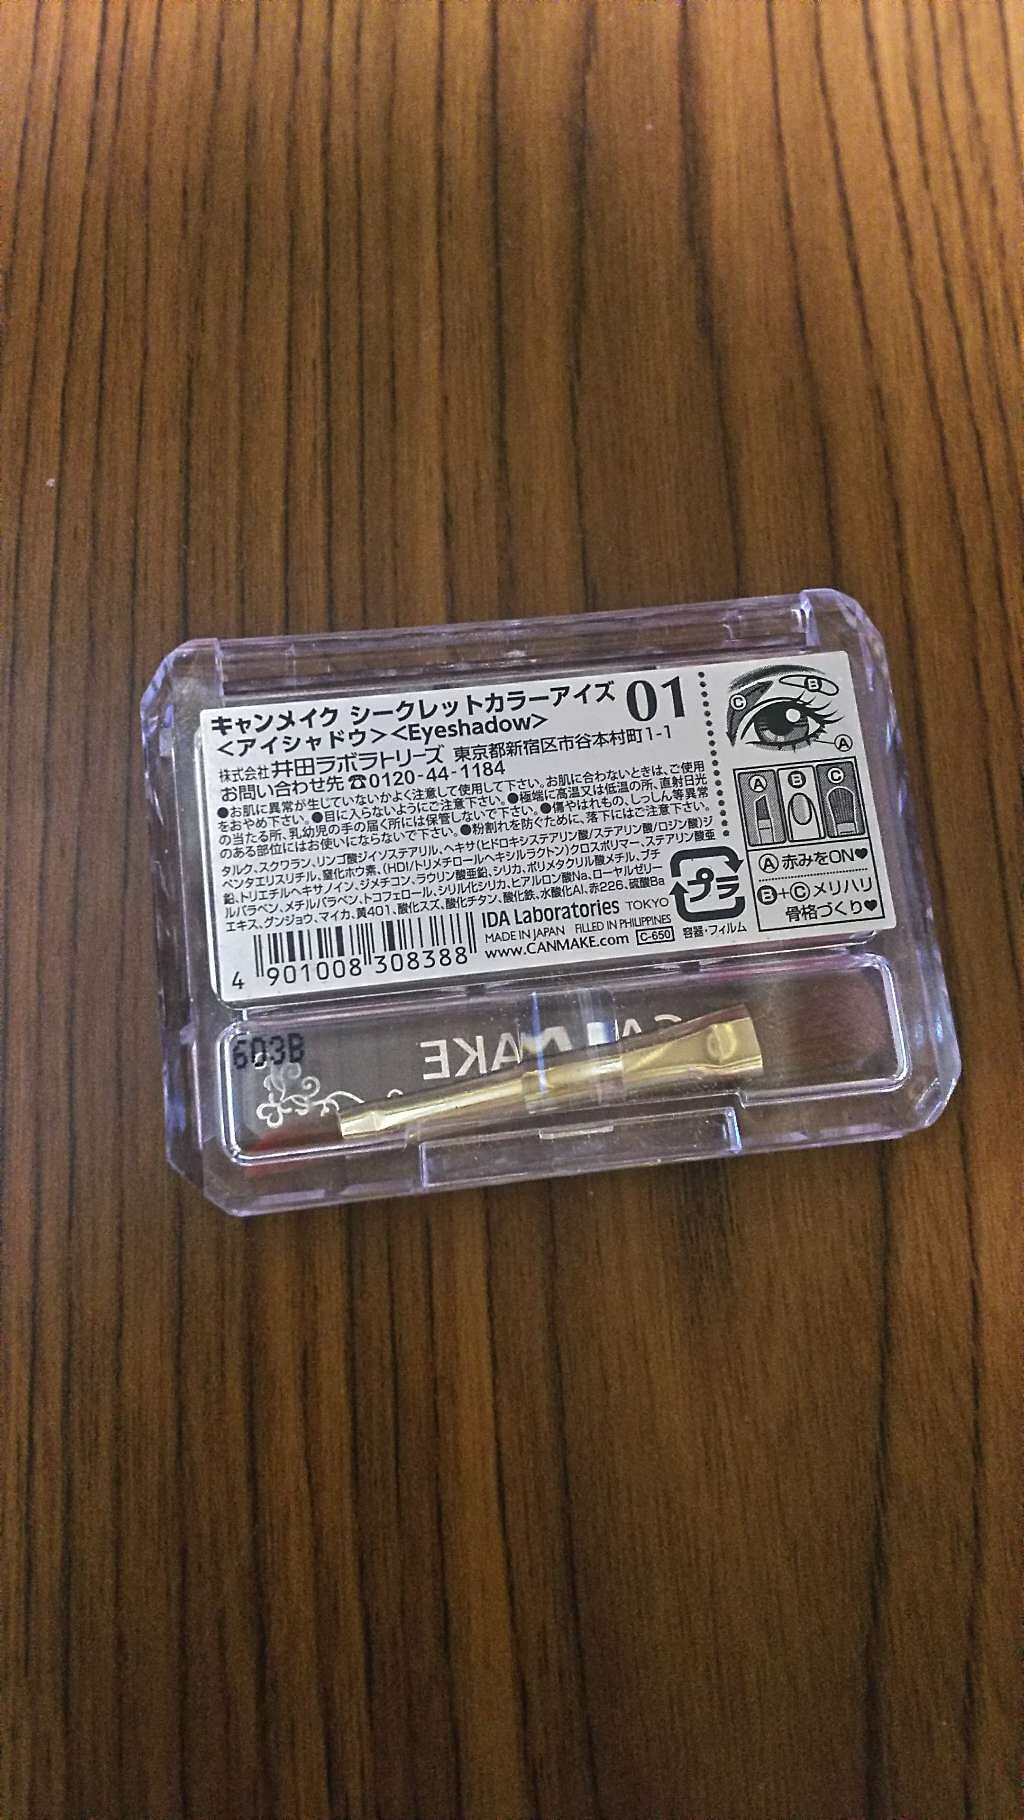 キャンメイク シークレットカラーアイズ 01
<アイシャドウ><Eyeshadow>
株式会社井田ラボラトリーズ 東京都新宿区市谷本村町1-1
お問い合わせ先☎0120-44-1184
●お肌に異常が生じていないかよく注意して使用して下さい。お肌に合わないときは、ご使用
をおやめ下さい。●目に入らないようにご注意下さい。●極端に高温又は低温の所、直射日光
の当たる所、乳幼児の手の届く所には保管しないで下さい。●傷やはれもの、しっしん等異常
のある部位にはお使いにならないで下さい。●粉割れを防ぐために、落下にはご注意下さい。
タルク、スクワラン、リンゴ酸ジイソステアリル、ヘキサ(ヒドロキシステアリン酸/ステアリン酸/ロジン酸)ジ
ペンタエリスリチル、窒化ホウ素、(HDI/トリメチロールヘキシルラクトン)クロスポリマー、ステアリン酸亜
鉛、トリエチルヘキサノイン、ジメチコン、ラウリン酸亜鉛、シリカ、ポリメタクリル酸メチル、ブチ
ルパラベン、メチルパラベン、トコフェロール、シリル化シリカ、ヒアルロン酸Na、ローヤルゼリー
エキス、グンジョウ、マイカ、黄401、酸化スズ、酸化チタン、酸化鉄、水酸化Al、赤226、硫酸Ba
IDA Laboratories TOKYO
MADE IN JAPAN FILLED IN PHILIPPINES
www.CANMAKE.com C-650
4 901008 308388
プラ
容器・フィルム
B
C
A
A B C
Ⓐ赤みをON♥
Ⓑ+Ⓒメリハリ
骨格づくり♥
603B
CANMAKE